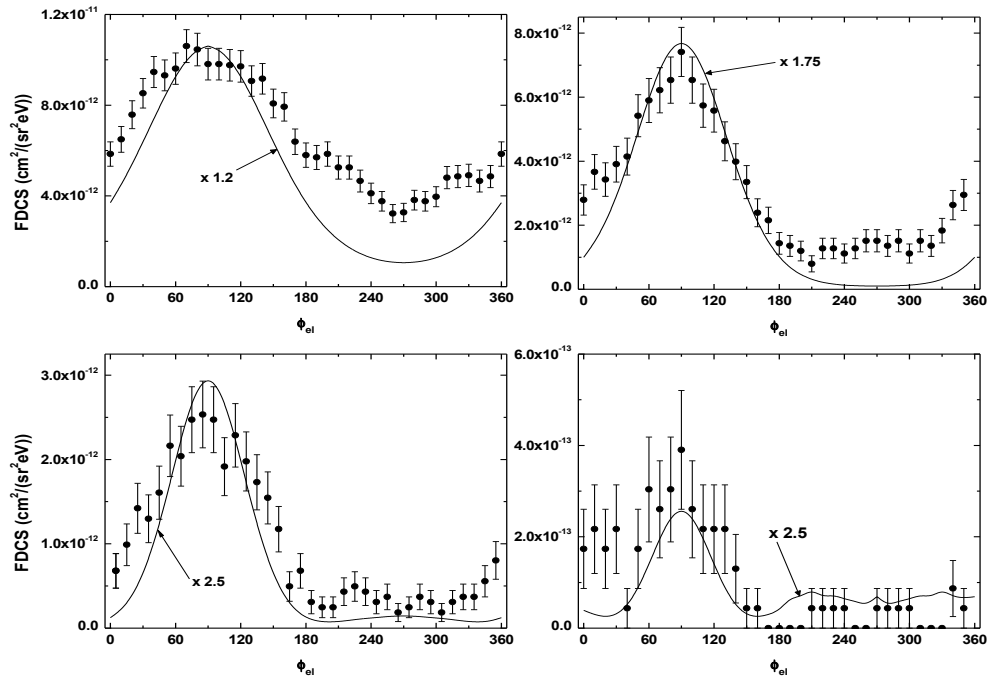 1.2x10⁻¹¹
8.0x10⁻¹²
4.0x10⁻¹²
0.0
FDCS (cm²/(sr²eV))
x 1.2
0 60 120 180 240 300 360
ϕel
8.0x10⁻¹²
6.0x10⁻¹²
4.0x10⁻¹²
2.0x10⁻¹²
0.0
x 1.75
0 60 120 180 240 300 360
ϕel
3.0x10⁻¹²
2.0x10⁻¹²
1.0x10⁻¹²
0.0
FDCS (cm²/(sr²eV))
x 2.5
0 60 120 180 240 300 360
ϕel
6.0x10⁻¹³
4.0x10⁻¹³
2.0x10⁻¹³
0.0
x 2.5
0 60 120 180 240 300 360
ϕel